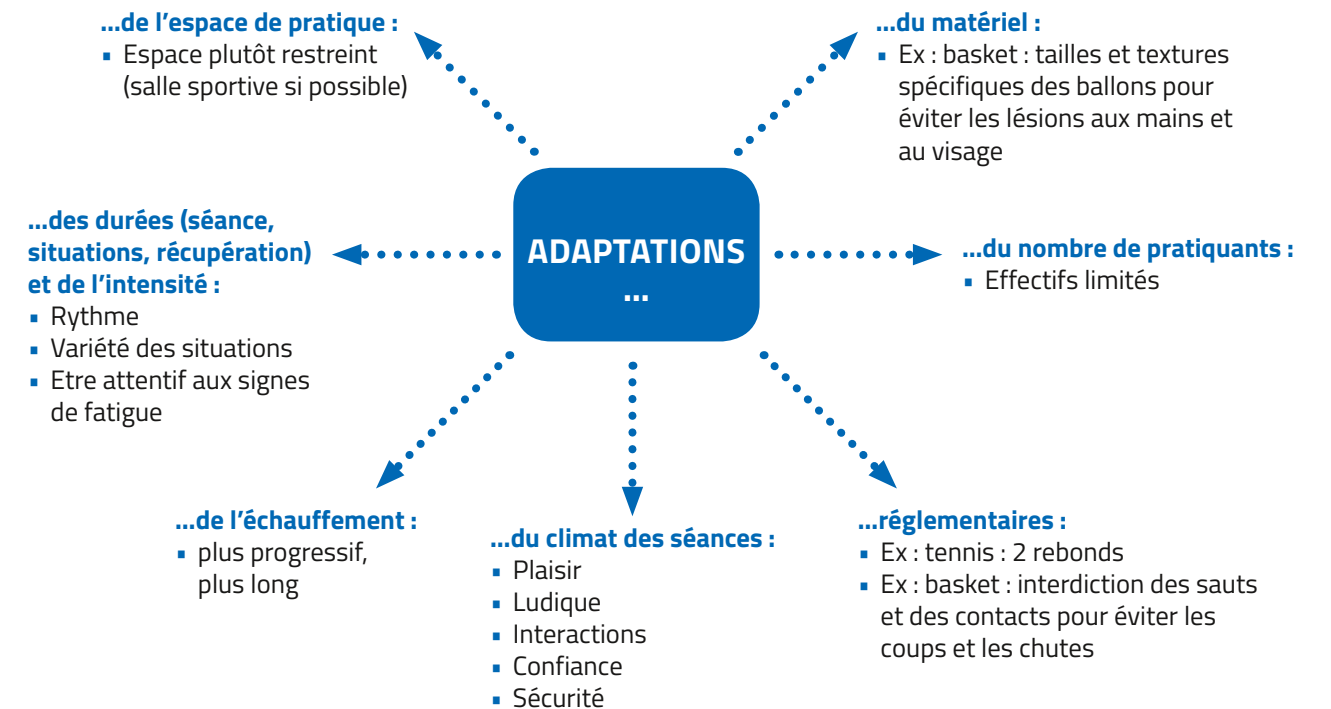 ...de l’espace de pratique :
▪ Espace plutôt restreint
(salle sportive si possible)
...du matériel :
▪ Ex : basket : tailles et textures
spécifiques des ballons pour
éviter les lésions aux mains et
au visage
...des durées (séance,
situations, récupération)
et de l’intensité :
▪ Rythme
▪ Variété des situations
▪ Etre attentif aux signes
de fatigue
ADAPTATIONS
...
...du nombre de pratiquants :
▪ Effectifs limités
...de l’échauffement :
▪ plus progressif,
plus long
...du climat des séances :
▪ Plaisir
▪ Ludique
▪ Interactions
▪ Confiance
▪ Sécurité
...réglementaires :
▪ Ex : tennis : 2 rebonds
▪ Ex : basket : interdiction des sauts
et des contacts pour éviter les
coups et les chutes